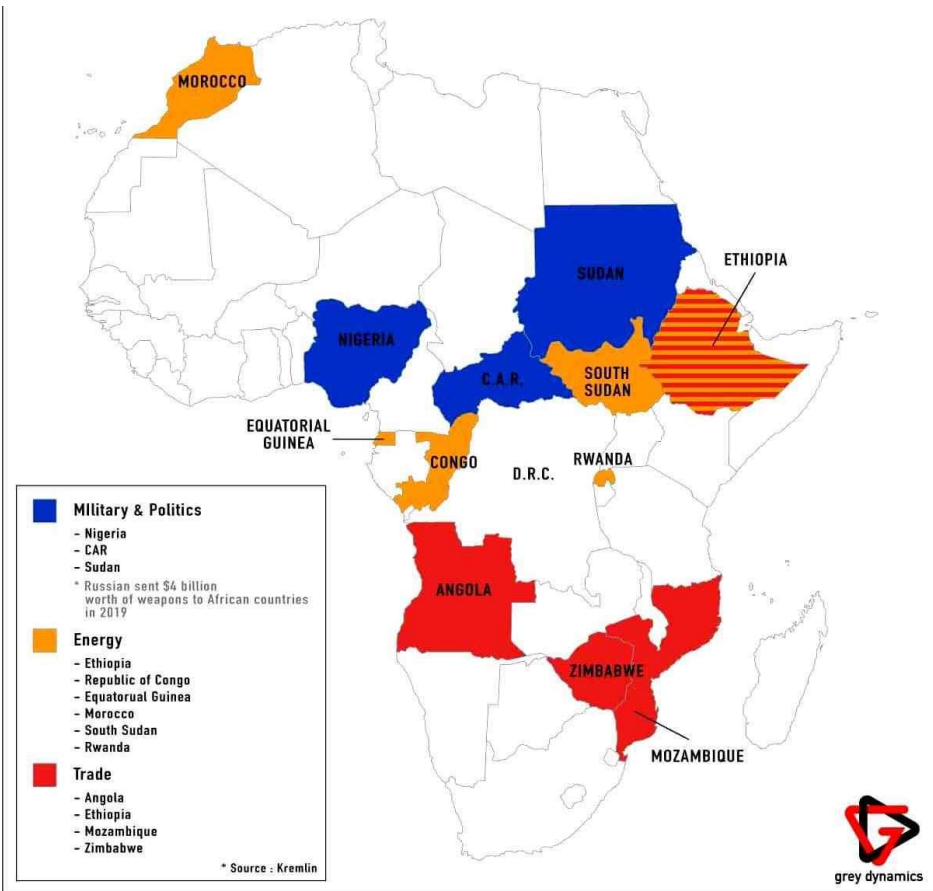 MOROCCO
SUDAN
ETHIOPIA
NIGERIA
C.A.R.
SOUTH
SUDAN
EQUATORIAL
GUINEA
CONGO
D.R.C.
RWANDA
ANGOLA
ZIMBABWE
MOZAMBIQUE
MIlitary & Politics
- Nigeria
- CAR
- Sudan
* Russian sent $4 billion
worth of weapons to African countries
in 2019
Energy
- Ethiopia
- Republic of Congo
- Equatorual Guinea
- Morocco
- South Sudan
- Rwanda
Trade
- Angola
- Ethiopia
- Mozambique
- Zimbabwe
* Source : Kremlin
grey dynamics